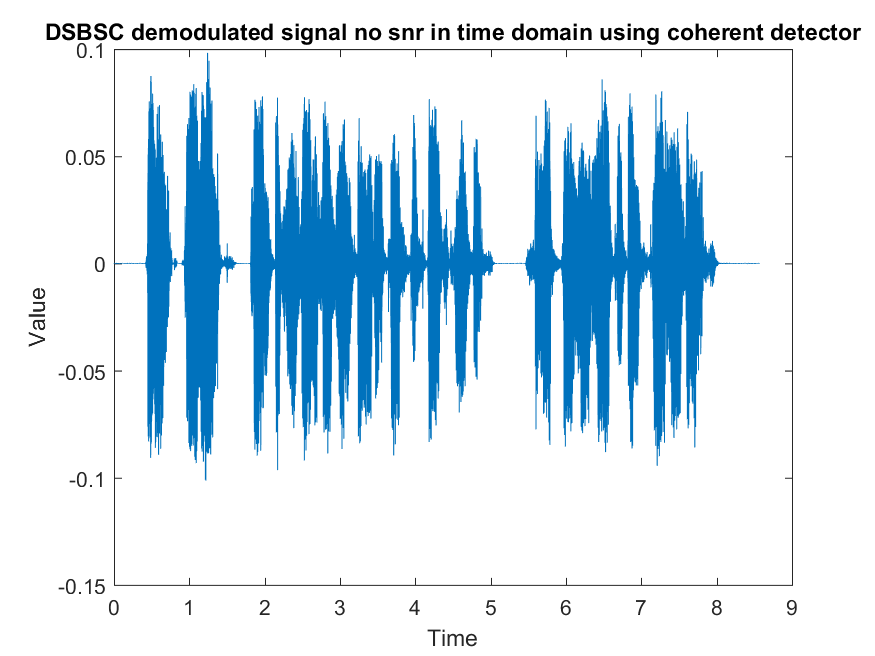 DSBSC demodulated signal no snr in time domain using coherent detector
0.1
0.05
0
-0.05
-0.1
-0.15
Value
0 1 2 3 4 5 6 7 8 9
Time